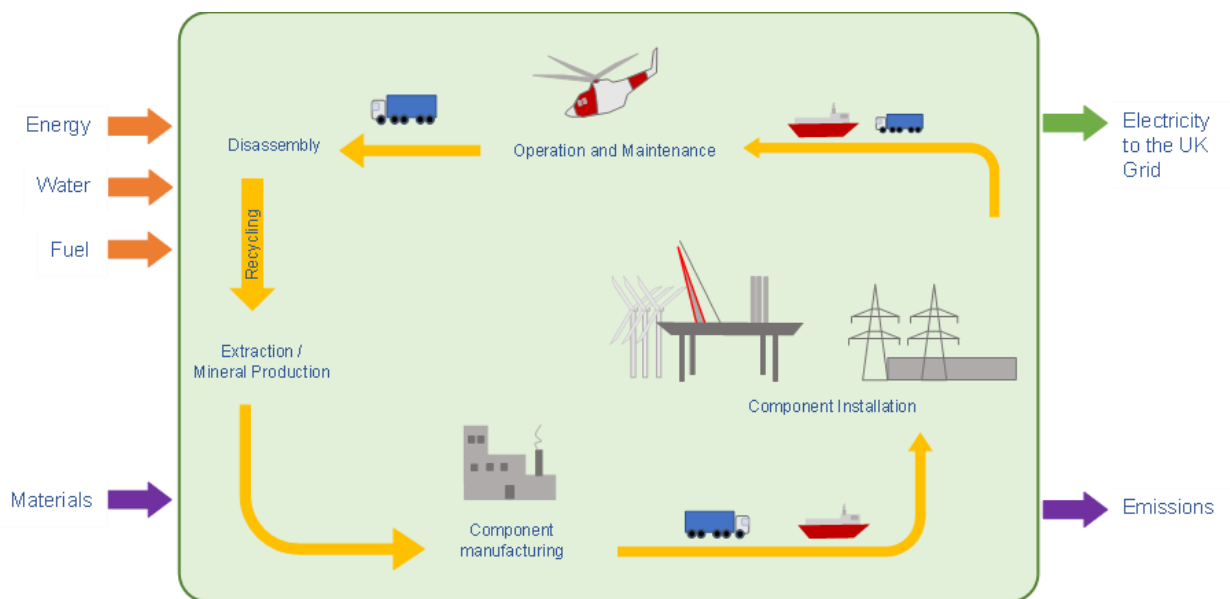 Energy
Water
Fuel
Materials
Disassembly
Operation and Maintenance
Recycling
Extraction /
Mineral Production
Component
manufacturing
Component Installation
Electricity
to the UK
Grid
Emissions